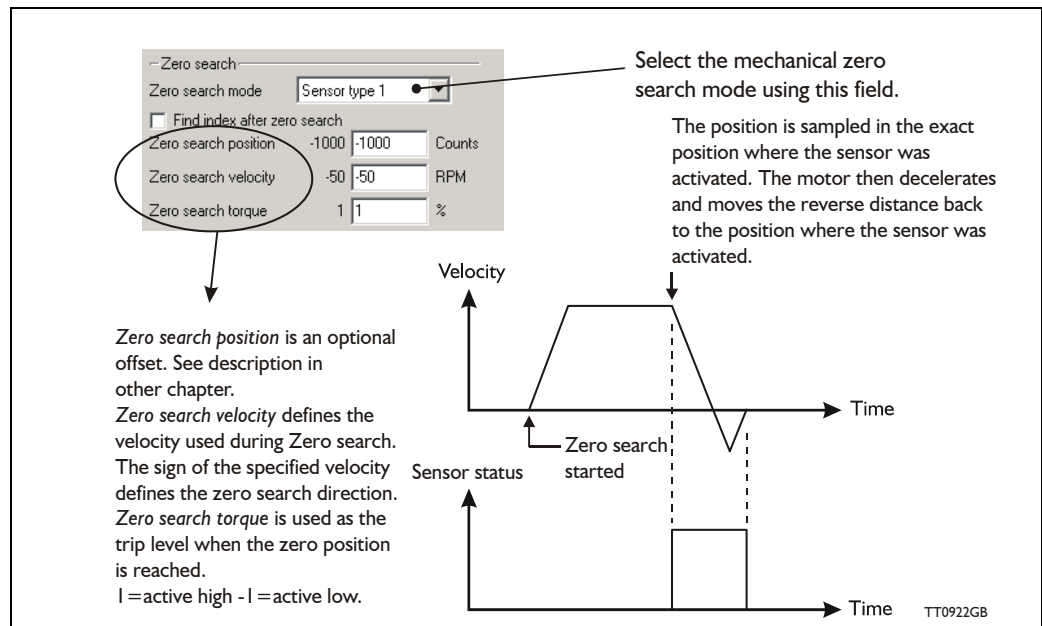 Zero search
Zero search mode Sensor type 1
Find index after zero search
Zero search position -1000 -1000 Counts
Zero search velocity -50 -50 RPM
Zero search torque 1 1 %
Select the mechanical zero
search mode using this field.
The position is sampled in the exact
position where the sensor was
activated. The motor then decelerates
and moves the reverse distance back
to the position where the sensor was
activated.
Zero search position is an optional
offset. See description in
other chapter.
Zero search velocity defines the
velocity used during Zero search.
The sign of the specified velocity
defines the zero search direction.
Zero search torque is used as the
trip level when the zero position
is reached.
1=active high -1=active low.
Velocity
Time
Zero search
started
Sensor status
Time
TT0922GB